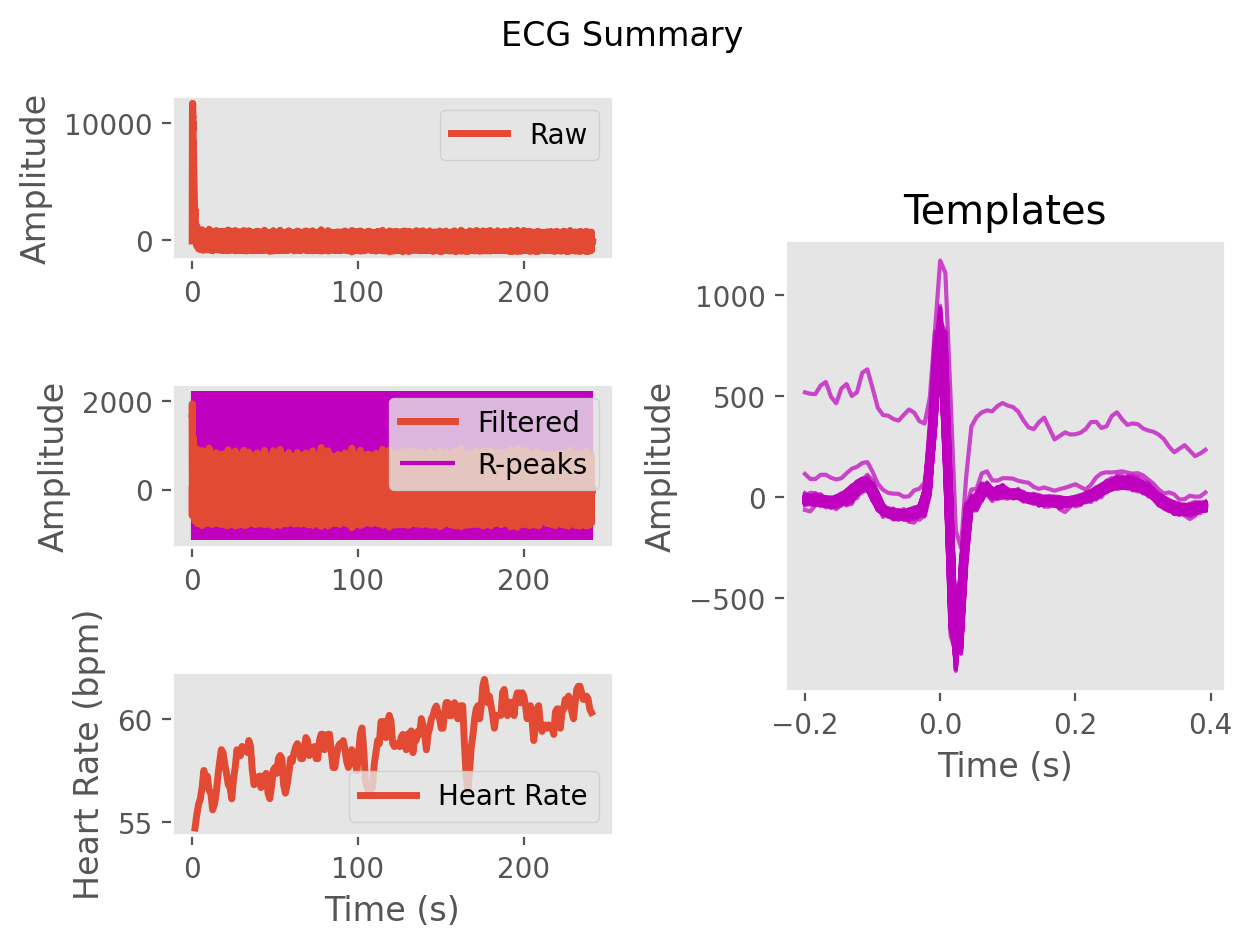 ECG Summary
Amplitude
10000
0
Raw
0
100
200
Amplitude
2000
0
Filtered
R-peaks
0
100
200
Heart Rate (bpm)
60
55
Heart Rate
0
100
200
Time (s)
Templates
Amplitude
1000
500
0
−500
−0.2
0.0
0.2
0.4
Time (s)